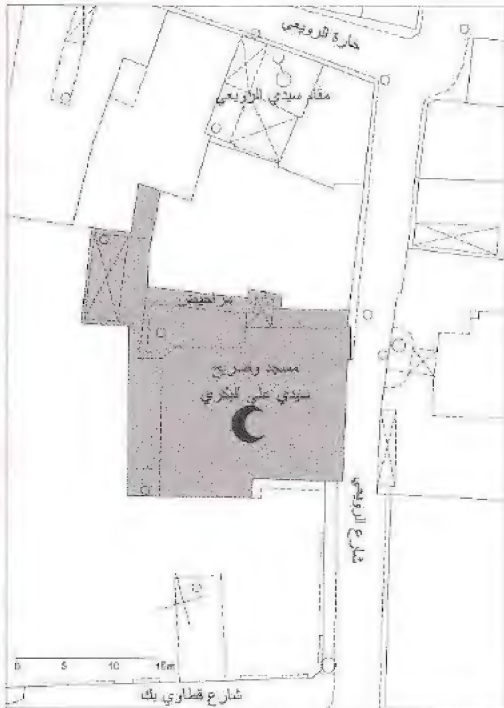 حارة الرويعي
مقام سيدي الرويعي
مراحيض
مسجد وضريح
سيدي علي البكري
شارع الرويعي
0 5 10 15m
شارع قطاوي بك